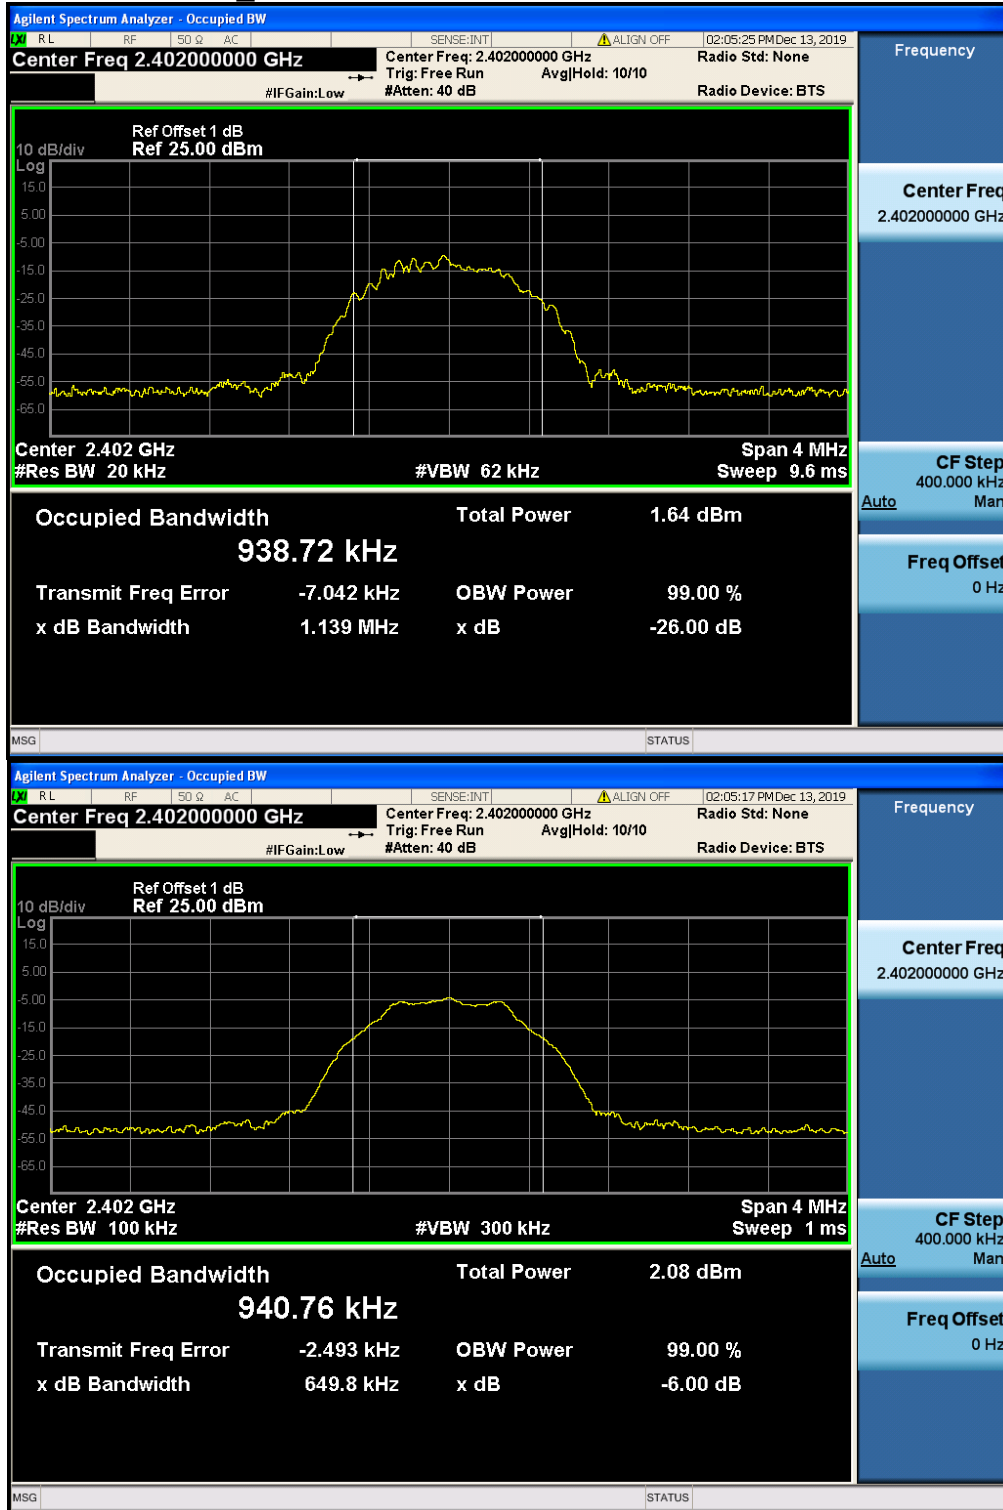 Agilent Spectrum Analyzer - Occupied BW
LXI RL RF 50 Ω AC SENSE:INT ALIGN OFF 02:05:25 PM Dec 13, 2019
Center Freq 2.402000000 GHz
Center Freq: 2.402000000 GHz
Radio Std: None
Trig: Free Run Avg|Hold: 10/10
#IFGain:Low #Atten: 40 dB
Radio Device: BTS
Frequency
Ref Offset 1 dB
10 dB/div Ref 25.00 dBm
Log
15.0
5.00
-5.00
-15.0
-25.0
-35.0
-45.0
-55.0
-65.0
Center 2.402 GHz Span 4 MHz
#Res BW 20 kHz #VBW 62 kHz Sweep 9.6 ms
Occupied Bandwidth Total Power 1.64 dBm
938.72 kHz
Transmit Freq Error -7.042 kHz OBW Power 99.00 %
x dB Bandwidth 1.139 MHz x dB -26.00 dB
Center Freq
2.402000000 GHz
CF Step
400.000 kHz
Auto Man
Freq Offset
0 Hz
MSG STATUS
Agilent Spectrum Analyzer - Occupied BW
LXI RL RF 50 Ω AC SENSE:INT ALIGN OFF 02:05:17 PM Dec 13, 2019
Center Freq 2.402000000 GHz
Center Freq: 2.402000000 GHz
Radio Std: None
Trig: Free Run Avg|Hold: 10/10
#IFGain:Low #Atten: 40 dB
Radio Device: BTS
Frequency
Ref Offset 1 dB
10 dB/div Ref 25.00 dBm
Log
15.0
5.00
-5.00
-15.0
-25.0
-35.0
-45.0
-55.0
-65.0
Center 2.402 GHz Span 4 MHz
#Res BW 100 kHz #VBW 300 kHz Sweep 1 ms
Occupied Bandwidth Total Power 2.08 dBm
940.76 kHz
Transmit Freq Error -2.493 kHz OBW Power 99.00 %
x dB Bandwidth 649.8 kHz x dB -6.00 dB
Center Freq
2.402000000 GHz
CF Step
400.000 kHz
Auto Man
Freq Offset
0 Hz
MSG STATUS